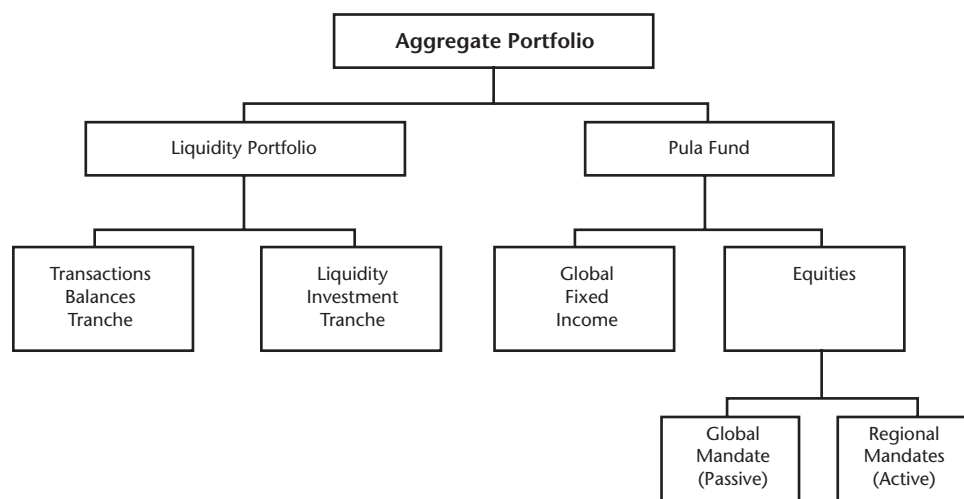 Aggregate Portfolio
Liquidity Portfolio
Pula Fund
Transactions
Balances
Tranche
Liquidity
Investment
Tranche
Global
Fixed
Income
Equities
Global
Mandate
(Passive)
Regional
Mandates
(Active)